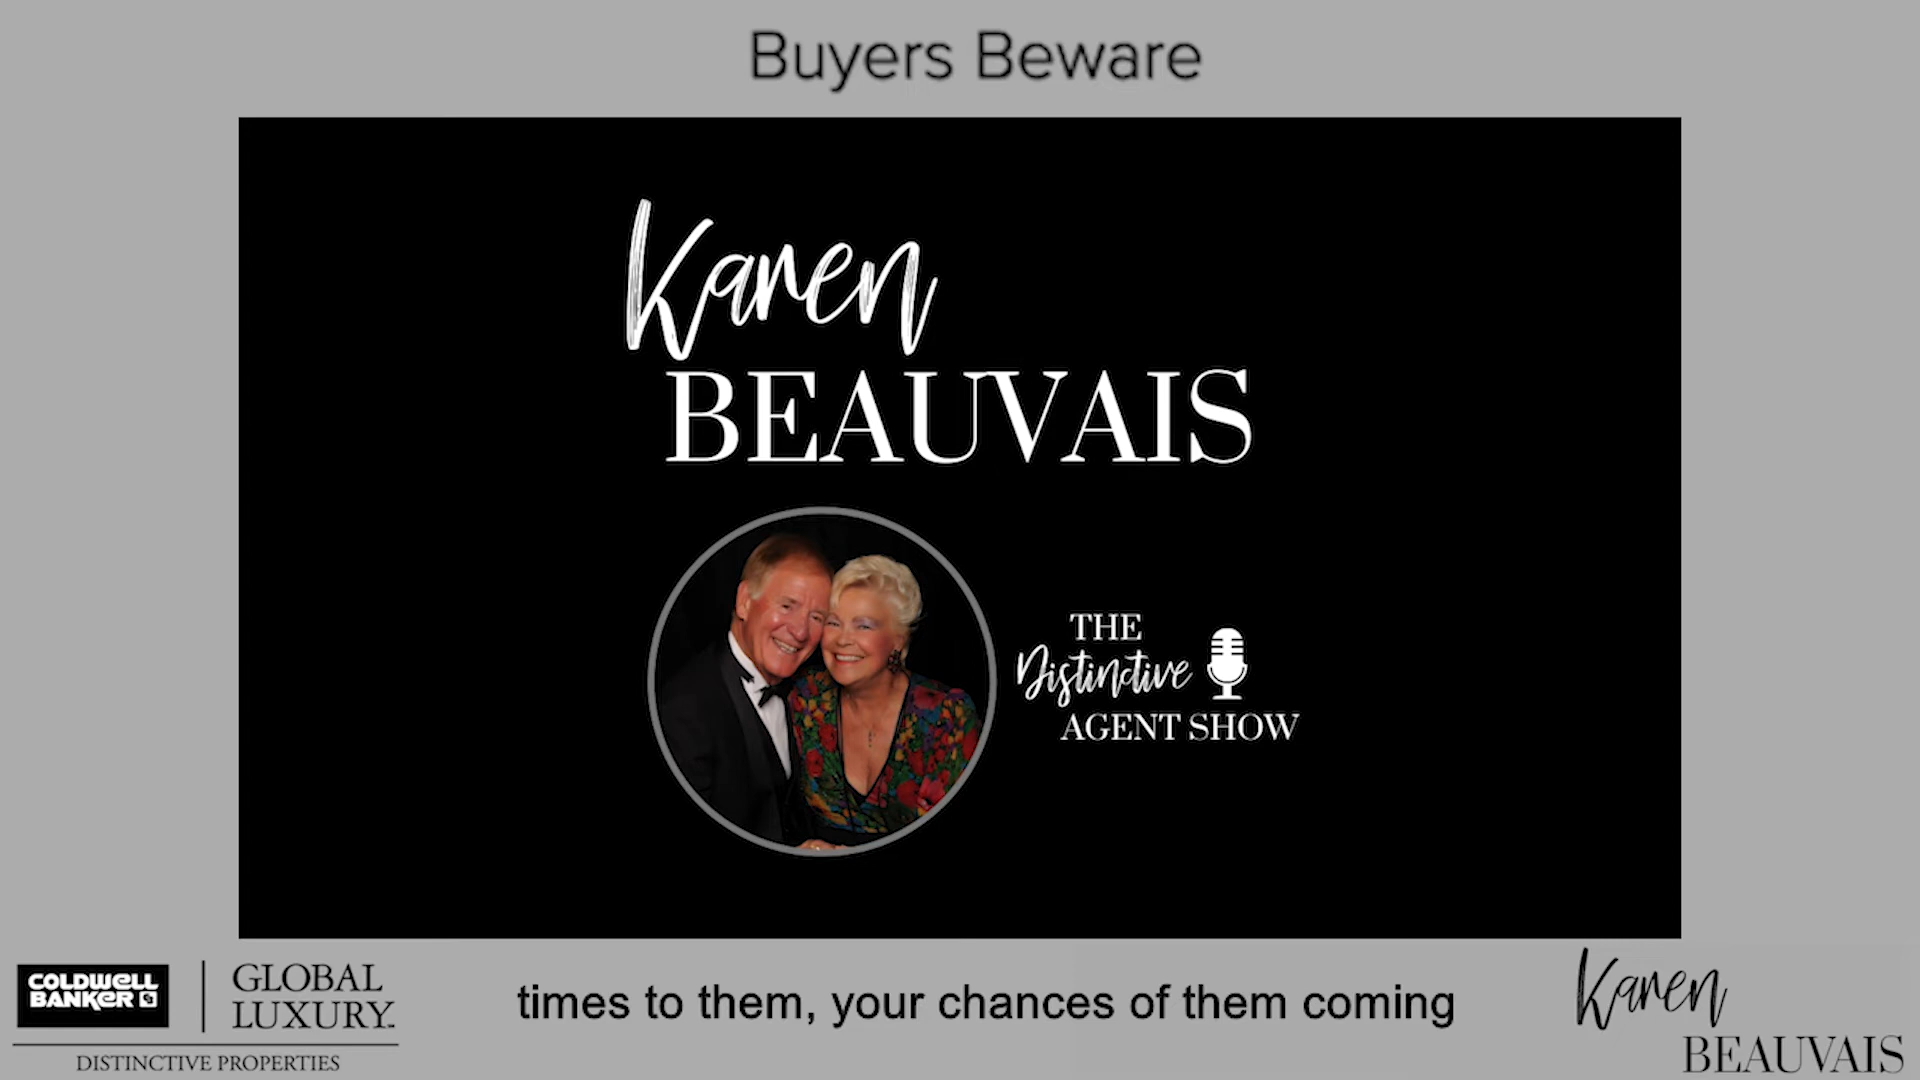 Buyers Beware
Karen
BEAUVAIS
THE
Distinctive
AGENT SHOW
COLDWELL
BANKER
GLOBAL
LUXURY
DISTINCTIVE PROPERTIES
times to them, your chances of them coming
Karen
BEAUVAIS